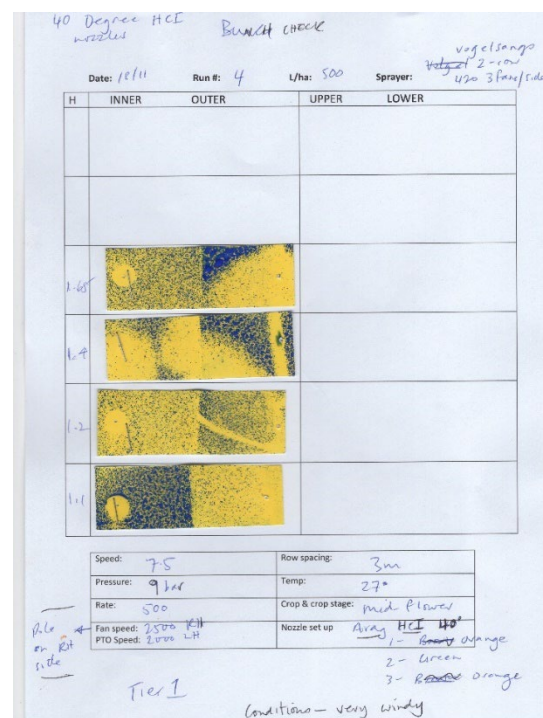 40 Degree HCI
nozzles
BUNCH CHECK
vogelsangs
2-row
Date: 18/11 Run #: 4 L/ha: 500 Sprayer: 420 3 fans/side
H INNER OUTER UPPER LOWER
1.65
1.4
1.2
1.1
Speed: 7.5 Row spacing: 3m
Pressure: 9 bar Temp: 27°
Rate: 500 Crop & crop stage: mid flower
Fan speed: 2500 RH Nozzle set up Arag HCI 40°
PTO Speed: 2000 LH
Pole
on RH
side
1- orange
2- Green
3- orange
Tier 1
Conditions - very windy